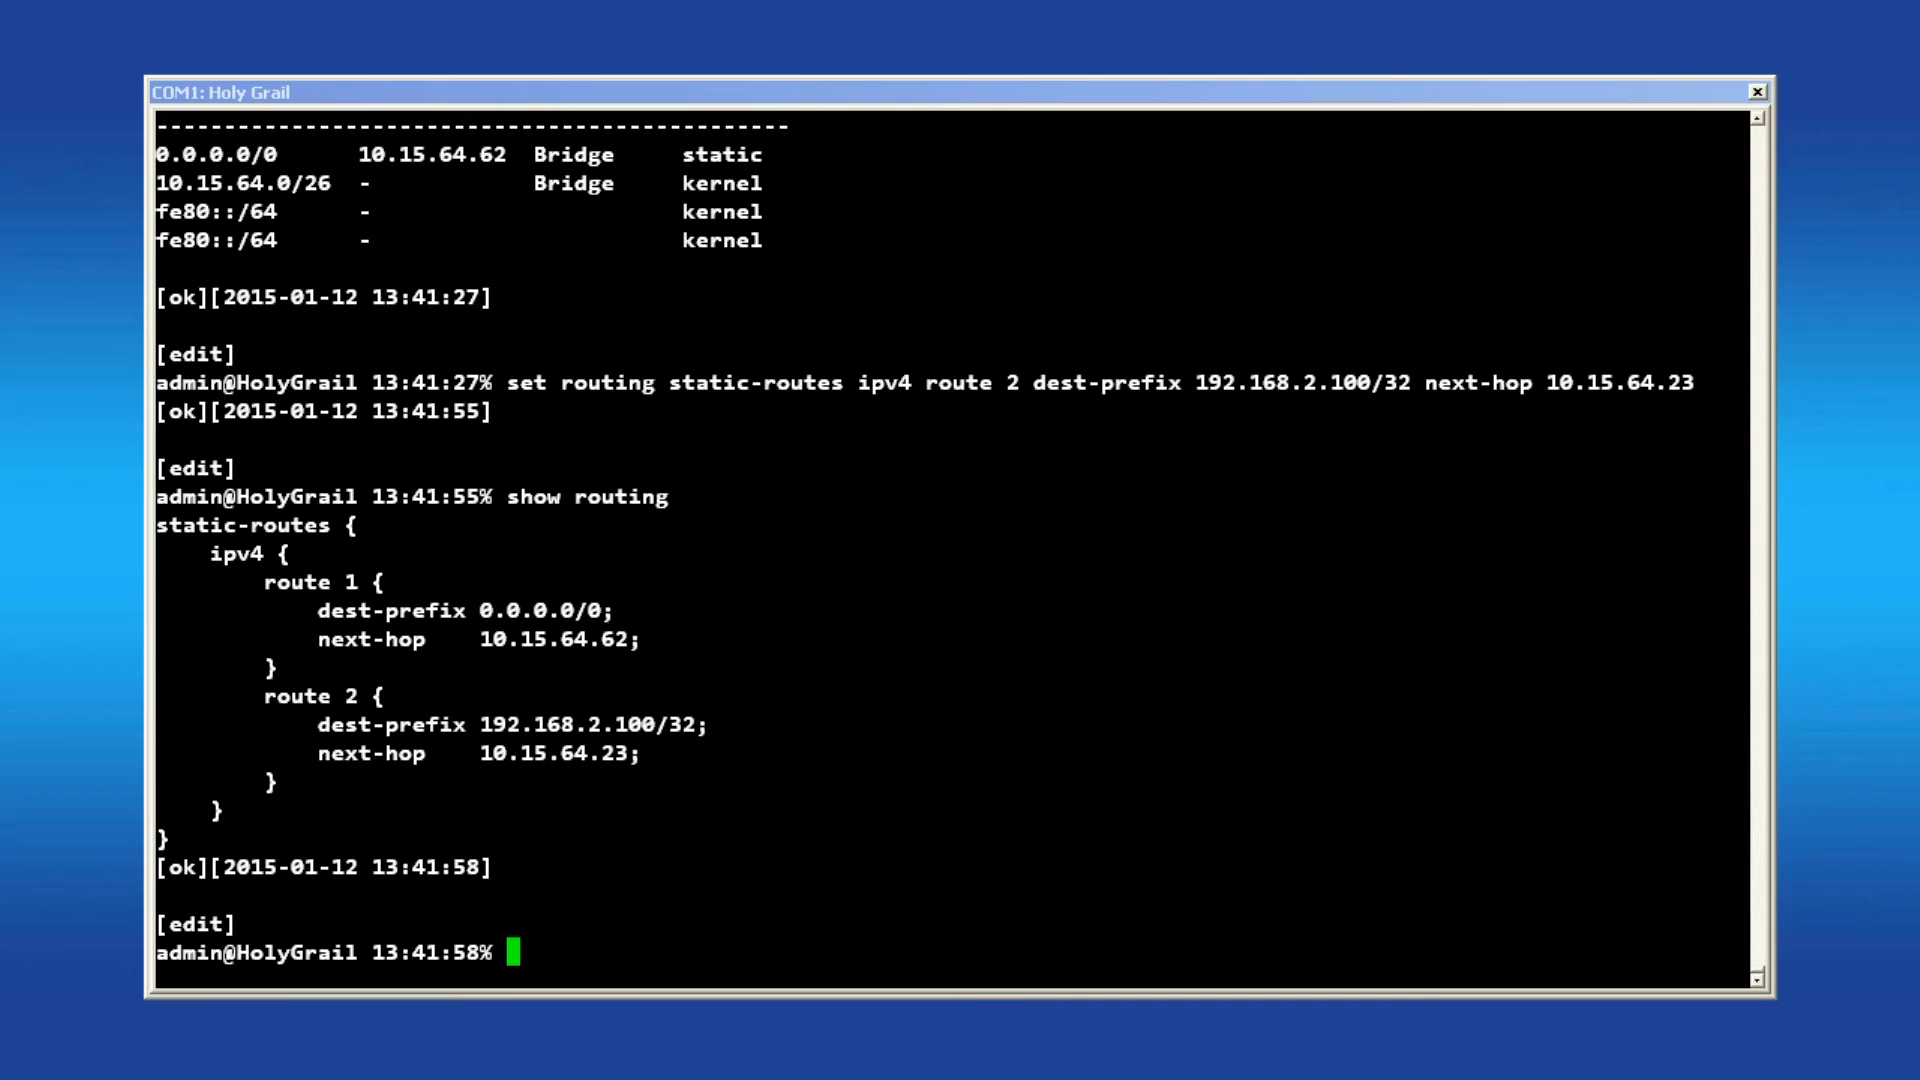 COM1: Holy Grail
-----------------------------------------------
0.0.0.0/0      10.15.64.62  Bridge     static
10.15.64.0/26  -            Bridge     kernel
fe80::/64      -                       kernel
fe80::/64      -                       kernel
[ok][2015-01-12 13:41:27]
[edit]
admin@HolyGrail 13:41:27% set routing static-routes ipv4 route 2 dest-prefix 192.168.2.100/32 next-hop 10.15.64.23
[ok][2015-01-12 13:41:55]
[edit]
admin@HolyGrail 13:41:55% show routing
static-routes {
    ipv4 {
        route 1 {
            dest-prefix 0.0.0.0/0;
            next-hop    10.15.64.62;
        }
        route 2 {
            dest-prefix 192.168.2.100/32;
            next-hop    10.15.64.23;
        }
    }
}
[ok][2015-01-12 13:41:58]
[edit]
admin@HolyGrail 13:41:58%